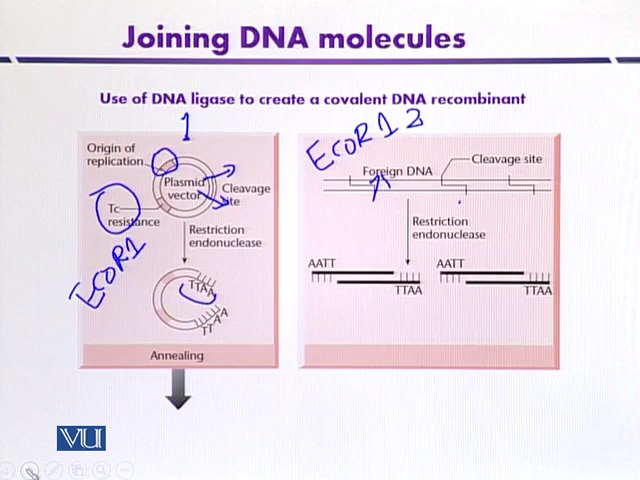 Joining DNA molecules
Use of DNA ligase to create a covalent DNA recombinant
1
Origin of
replication
Plasmid
vector
Cleavage
site
Tc
resistance
EcoR1
Restriction
endonuclease
TTAA
TTAA
Annealing
EcoR1 2
Foreign DNA
Cleavage site
Restriction
endonuclease
AATT
TTAA
AATT
TTAA
VU